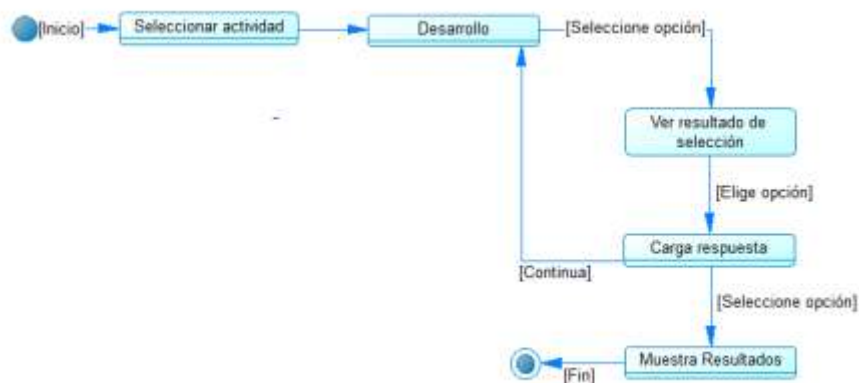 [Inicio]
Seleccionar actividad
Desarrollo
[Seleccione opción]
Ver resultado de
selección
[Elige opción]
Carga respuesta
[Continua]
[Seleccione opción]
Muestra Resultados
[Fin]